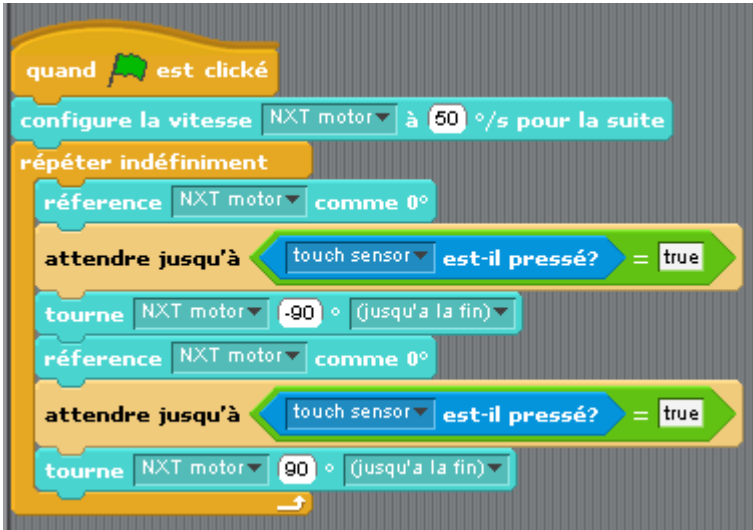 quand est clické
configure la vitesse NXT motor à 50 °/s pour la suite
répéter indéfiniment
réference NXT motor comme 0°
attendre jusqu'à touch sensor est-il pressé? = true
tourne NXT motor -90 ° (jusqu'a la fin)
réference NXT motor comme 0°
attendre jusqu'à touch sensor est-il pressé? = true
tourne NXT motor 90 ° (jusqu'a la fin)